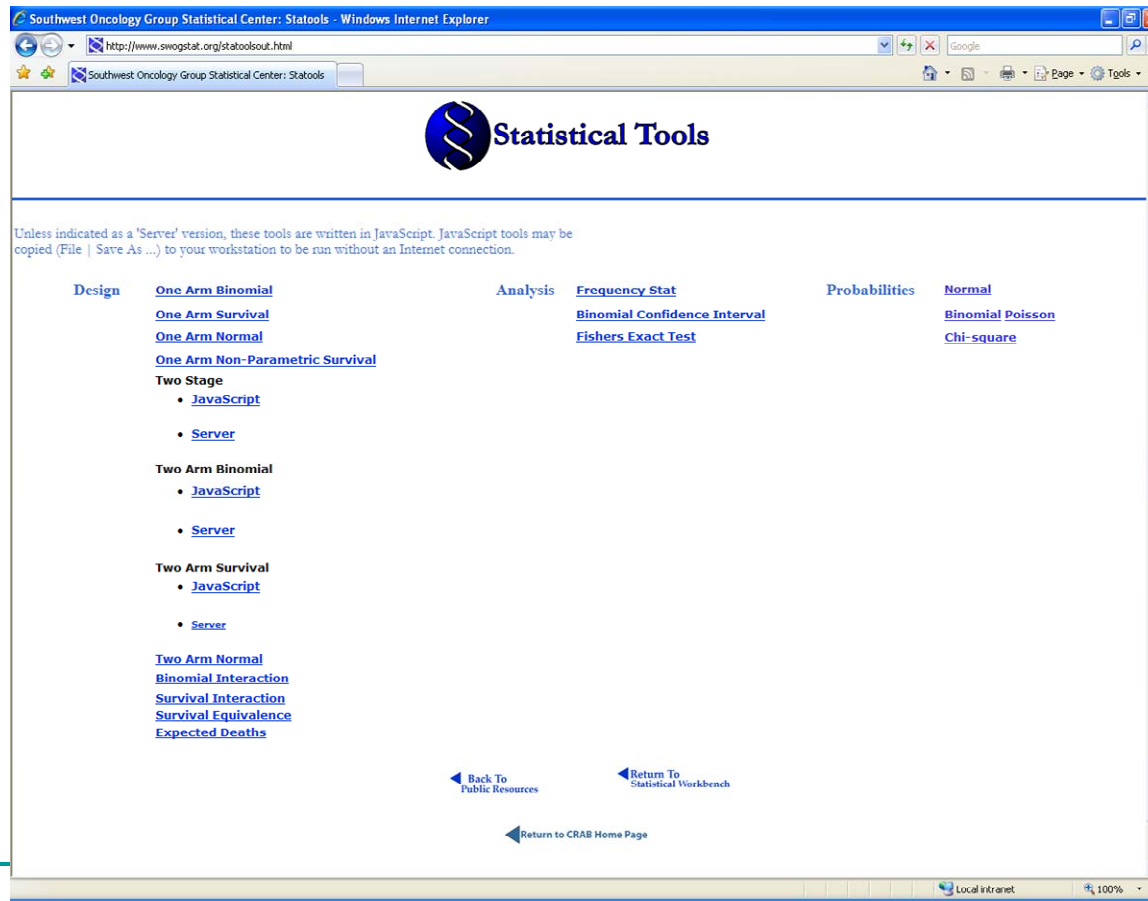 Southwest Oncology Group Statistical Center: Statools - Windows Internet Explorer
http://www.swogstat.org/statoolsout.html
Google
Southwest Oncology Group Statistical Center: Statools
Page
Tools
Statistical Tools
Unless indicated as a 'Server' version, these tools are written in JavaScript. JavaScript tools may be
copied (File | Save As ...) to your workstation to be run without an Internet connection.
Design
One Arm Binomial
One Arm Survival
One Arm Normal
One Arm Non-Parametric Survival
Two Stage
• JavaScript
• Server
Two Arm Binomial
• JavaScript
• Server
Two Arm Survival
• JavaScript
• Server
Two Arm Normal
Binomial Interaction
Survival Interaction
Survival Equivalence
Expected Deaths
Analysis
Frequency Stat
Binomial Confidence Interval
Fishers Exact Test
Probabilities
Normal
Binomial Poisson
Chi-square
Back To
Public Resources
Return To
Statistical Workbench
Return to CRAB Home Page
Local intranet
100%